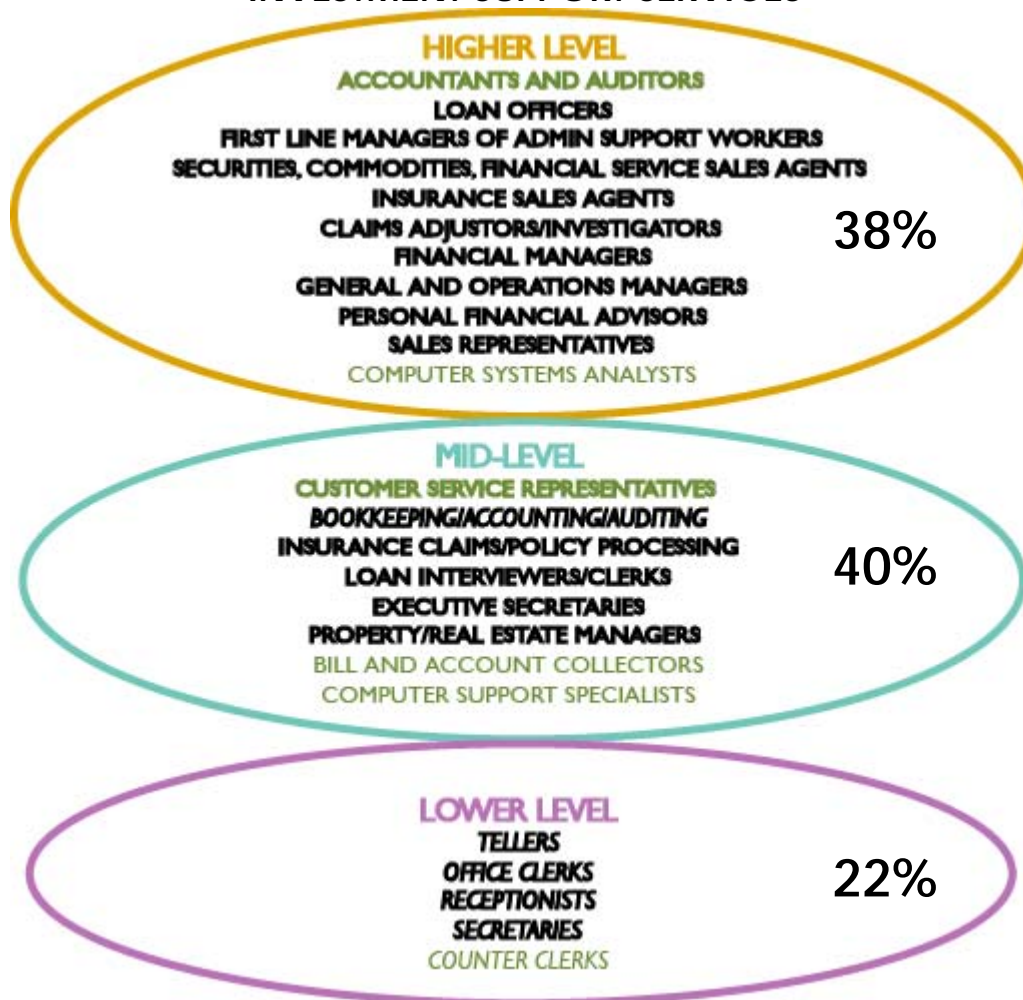 INVESTMENT SUPPORT SERVICES
HIGHER LEVEL
ACCOUNTANTS AND AUDITORS
LOAN OFFICERS
FIRST LINE MANAGERS OF ADMIN SUPPORT WORKERS
SECURITIES, COMMODITIES, FINANCIAL SERVICE SALES AGENTS
INSURANCE SALES AGENTS
CLAIMS ADJUSTORS/INVESTIGATORS
38%
FINANCIAL MANAGERS
GENERAL AND OPERATIONS MANAGERS
PERSONAL FINANCIAL ADVISORS
SALES REPRESENTATIVES
COMPUTER SYSTEMS ANALYSTS
MID-LEVEL
CUSTOMER SERVICE REPRESENTATIVES
BOOKKEEPING/ACCOUNTING/AUDITING
INSURANCE CLAIMS/POLICY PROCESSING
40%
LOAN INTERVIEWERS/CLERKS
EXECUTIVE SECRETARIES
PROPERTY/REAL ESTATE MANAGERS
BILL AND ACCOUNT COLLECTORS
COMPUTER SUPPORT SPECIALISTS
LOWER LEVEL
TELLERS
OFFICE CLERKS
22%
RECEPTIONISTS
SECRETARIES
COUNTER CLERKS